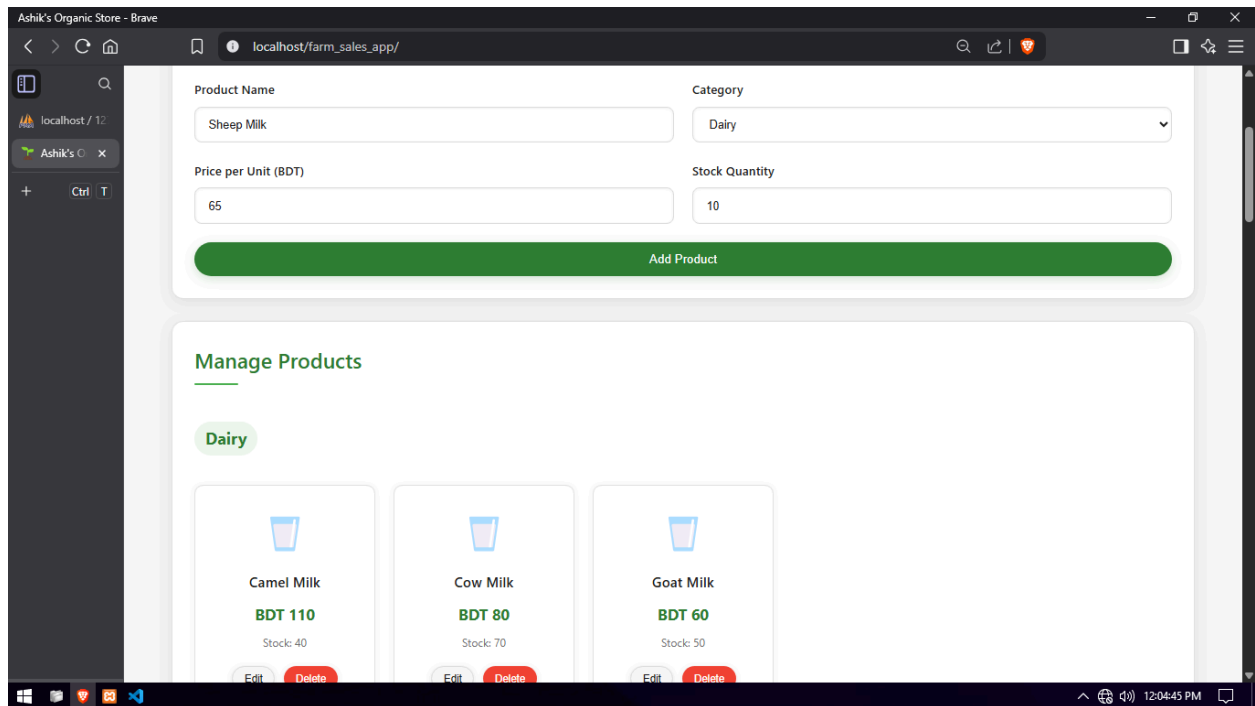 Ashik's Organic Store - Brave
localhost/farm_sales_app/
localhost / 12
Ashik's O
+ Ctrl T
Product Name Category
Sheep Milk Dairy
Price per Unit (BDT) Stock Quantity
65 10
Add Product
Manage Products
Dairy
Camel Milk Cow Milk Goat Milk
BDT 110 BDT 80 BDT 60
Stock: 40 Stock: 70 Stock: 50
Edit Delete Edit Delete Edit Delete
12:04:45 PM